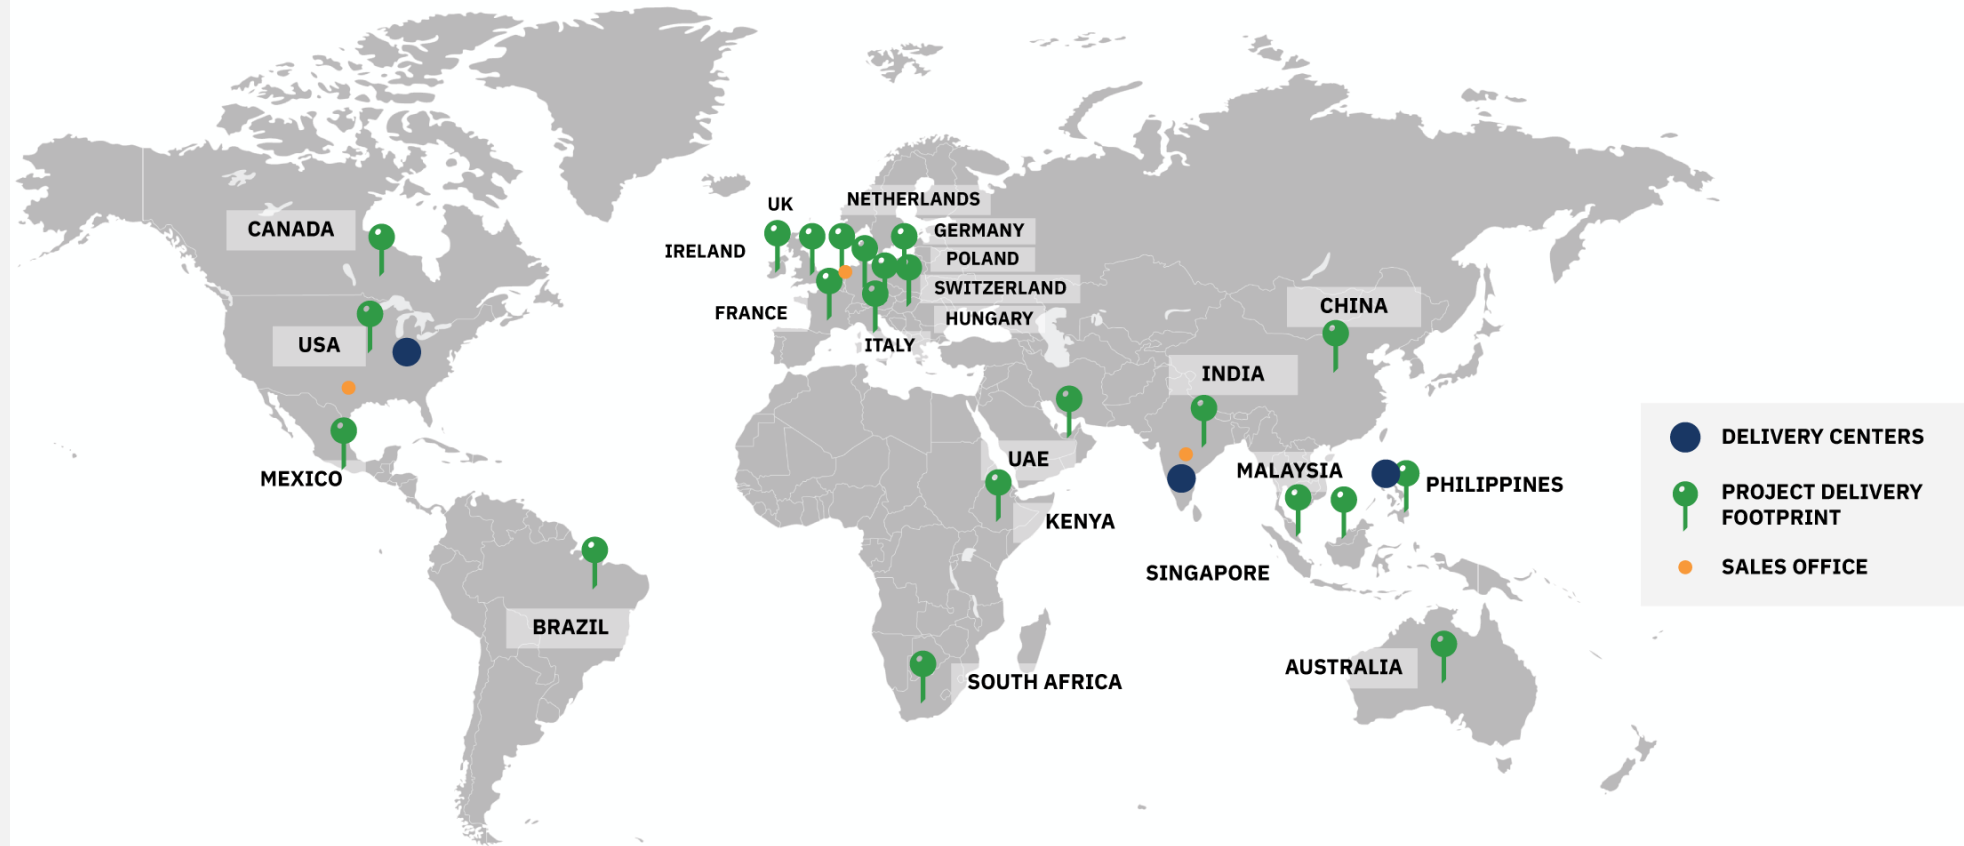 UK
NETHERLANDS
CANADA
GERMANY
IRELAND
POLAND
SWITZERLAND
CHINA
FRANCE
HUNGARY
USA
ITALY
INDIA
DELIVERY CENTERS
UAE
MALAYSIA
MEXICO
PHILIPPINES
PROJECT DELIVERY
FOOTPRINT
KENYA
SINGAPORE
SALES OFFICE
BRAZIL
AUSTRALIA
SOUTH AFRICA